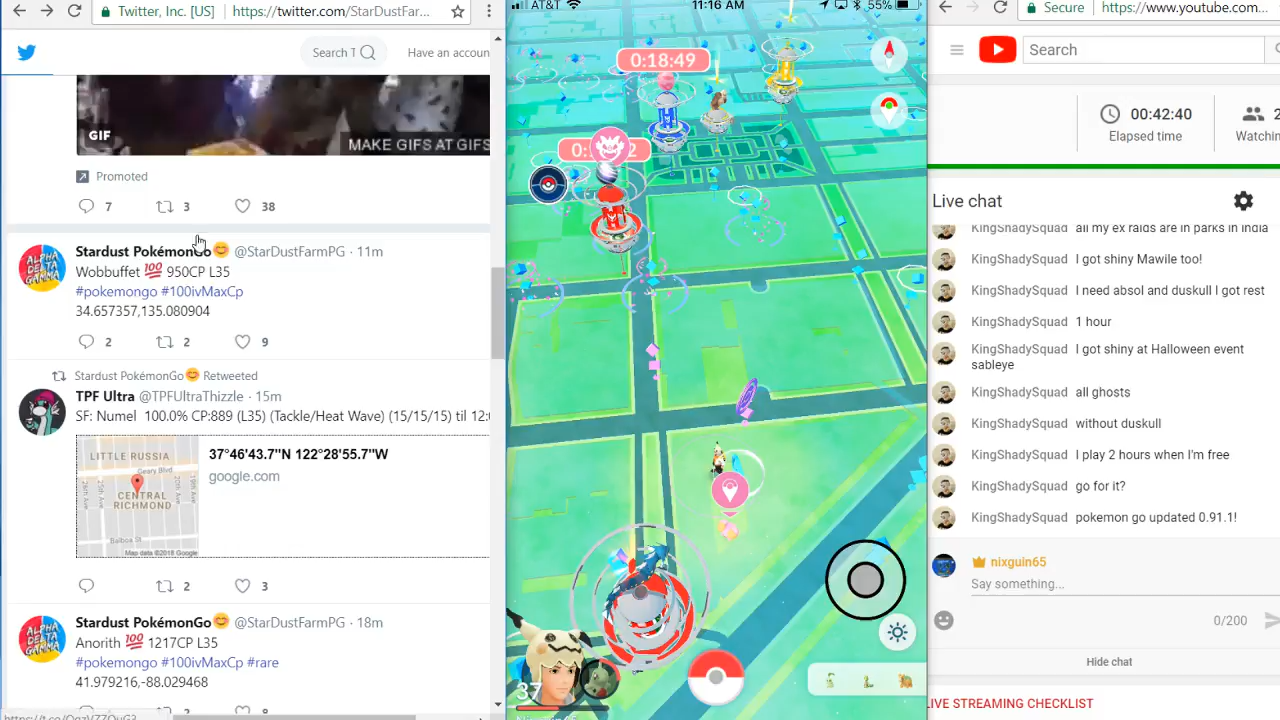 Twitter, Inc. [US]
https://twitter.com/StarDustFar...
Search T
Have an accoun
GIF
MAKE GIFS AT GIFS
Promoted
7 3 38
Stardust PokémonGo @StarDustFarmPG · 11m
Wobbuffet 💯 950CP L35
#pokemongo #100ivMaxCp
34.657357,135.080904
2 2 9
Stardust PokémonGo Retweeted
TPF Ultra @TPFUltraThizzle · 15m
SF: Numel 100.0% CP:889 (L35) (Tackle/Heat Wave) (15/15/15) til 12:
LITTLE RUSSIA
Geary Blvd
CENTRAL
RICHMOND
Balboa St
Map data ©2018 Google
37°46'43.7"N 122°28'55.7"W
google.com
2 3
Stardust PokémonGo @StarDustFarmPG · 18m
Anorith 💯 1217CP L35
#pokemongo #100ivMaxCp #rare
41.979216,-88.029468
AT&T
11:16 AM
55%
0:18:49
37
Secure
https://www.youtube.com...
Search
00:42:40
Elapsed time
2
Watchin
Live chat
KingShadySquad all my ex raids are in parks in India
KingShadySquad I got shiny Mawile too!
KingShadySquad I need absol and duskull I got rest
KingShadySquad 1 hour
KingShadySquad I got shiny at Halloween event
sableye
KingShadySquad all ghosts
KingShadySquad without duskull
KingShadySquad I play 2 hours when I'm free
KingShadySquad go for it?
KingShadySquad pokemon go updated 0.91.1!
nixguin65
Say something...
0/200
Hide chat
LIVE STREAMING CHECKLIST